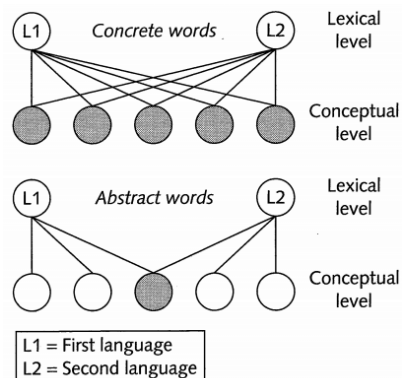 L1 Concrete words L2 Lexical level
Conceptual level
L1 Abstract words L2 Lexical level
Conceptual level
L1 = First language
L2 = Second language